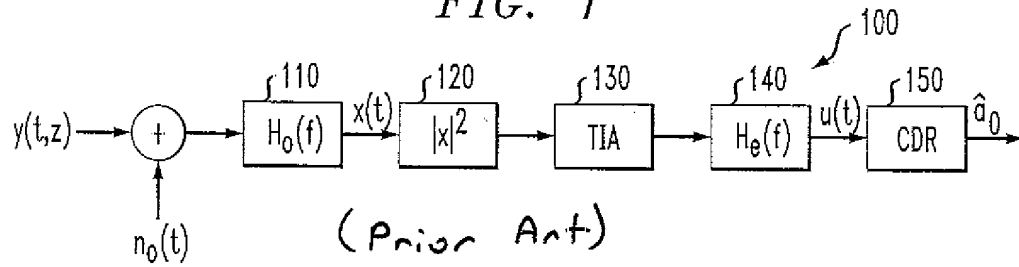 FIG. 1
100
110
120
130
140
150
y(t,z)
+
H₀(f)
x(t)
|x|²
TIA
Hₑ(f)
u(t)
CDR
â₀
n₀(t)
(Prior Art)